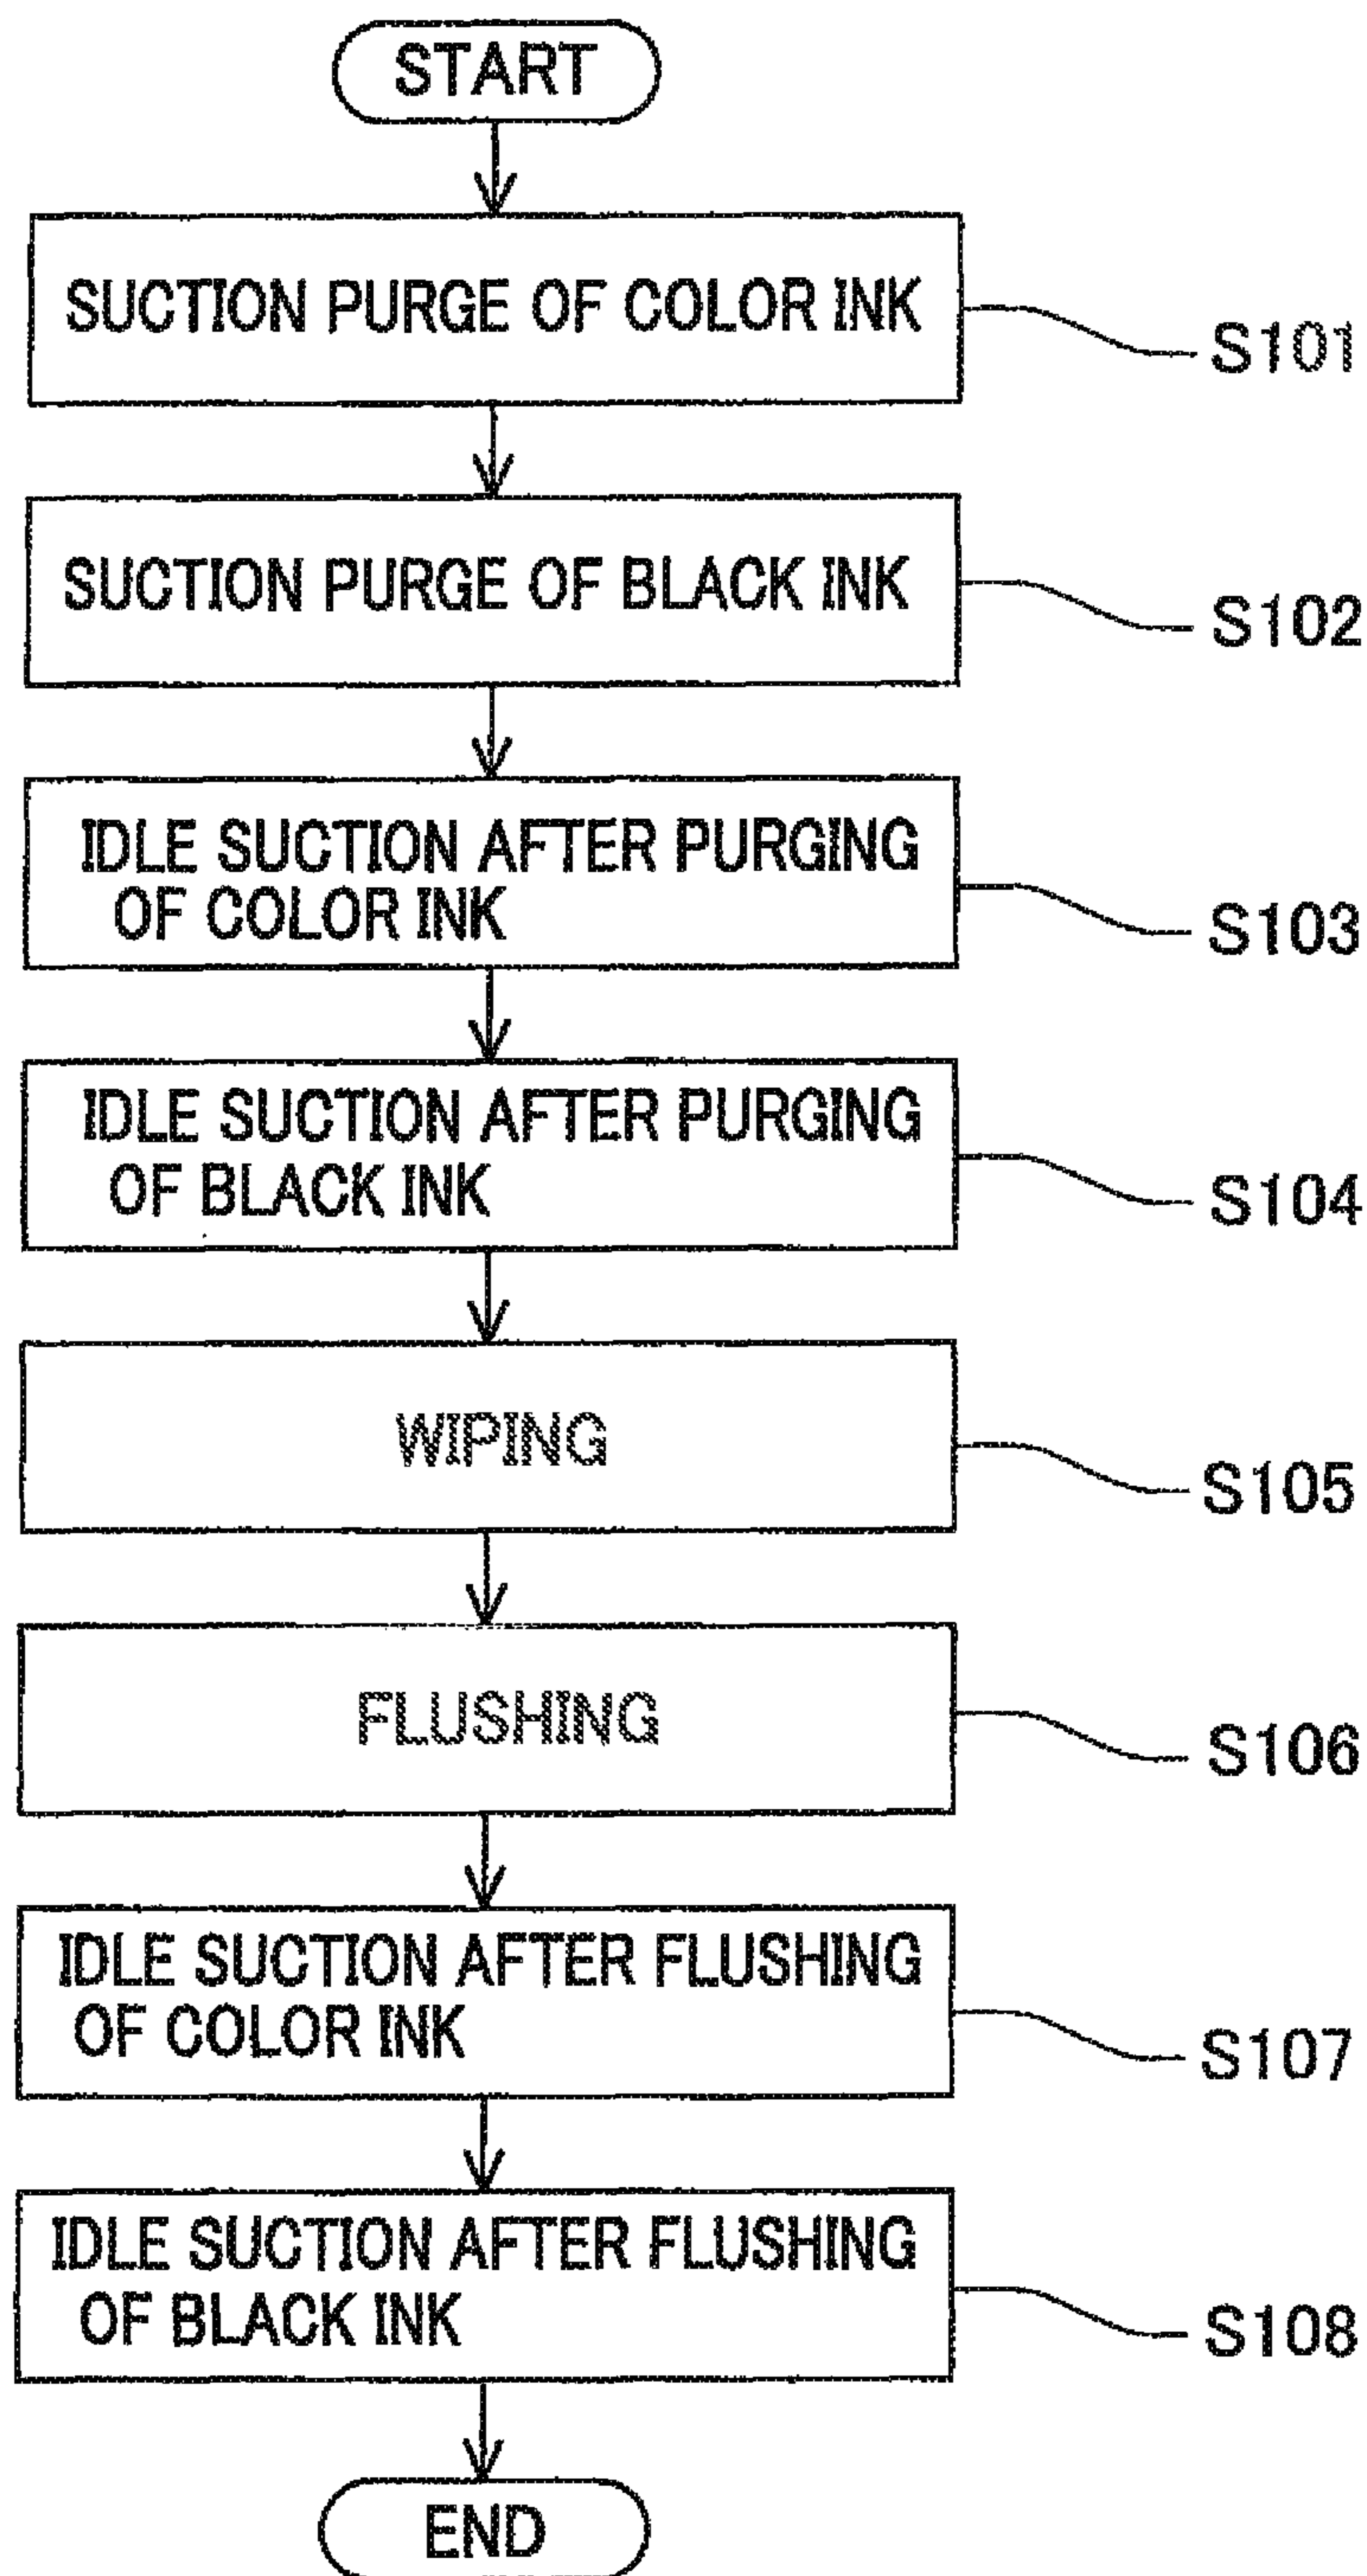 START
SUCTION PURGE OF COLOR INK
S101
SUCTION PURGE OF BLACK INK
S102
IDLE SUCTION AFTER PURGING
OF COLOR INK
S103
IDLE SUCTION AFTER PURGING
OF BLACK INK
S104
WIPING
S105
FLUSHING
S106
IDLE SUCTION AFTER FLUSHING
OF COLOR INK
S107
IDLE SUCTION AFTER FLUSHING
OF BLACK INK
S108
END